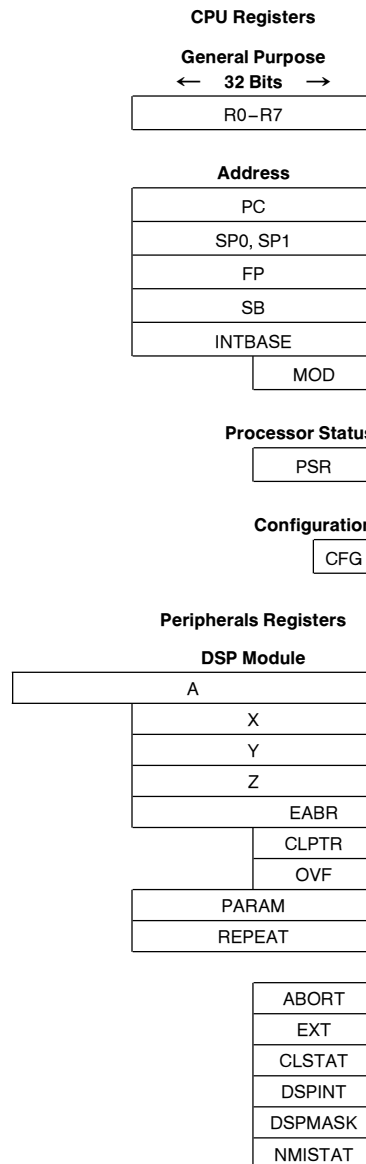 CPU Registers
General Purpose
← 32 Bits →
R0–R7
Address
PC
SP0, SP1
FP
SB
INTBASE
MOD
Processor Status
PSR
Configuration
CFG
Peripherals Registers
DSP Module
A
X
Y
Z
EABR
CLPTR
OVF
PARAM
REPEAT
ABORT
EXT
CLSTAT
DSPINT
DSPMASK
NMISTAT